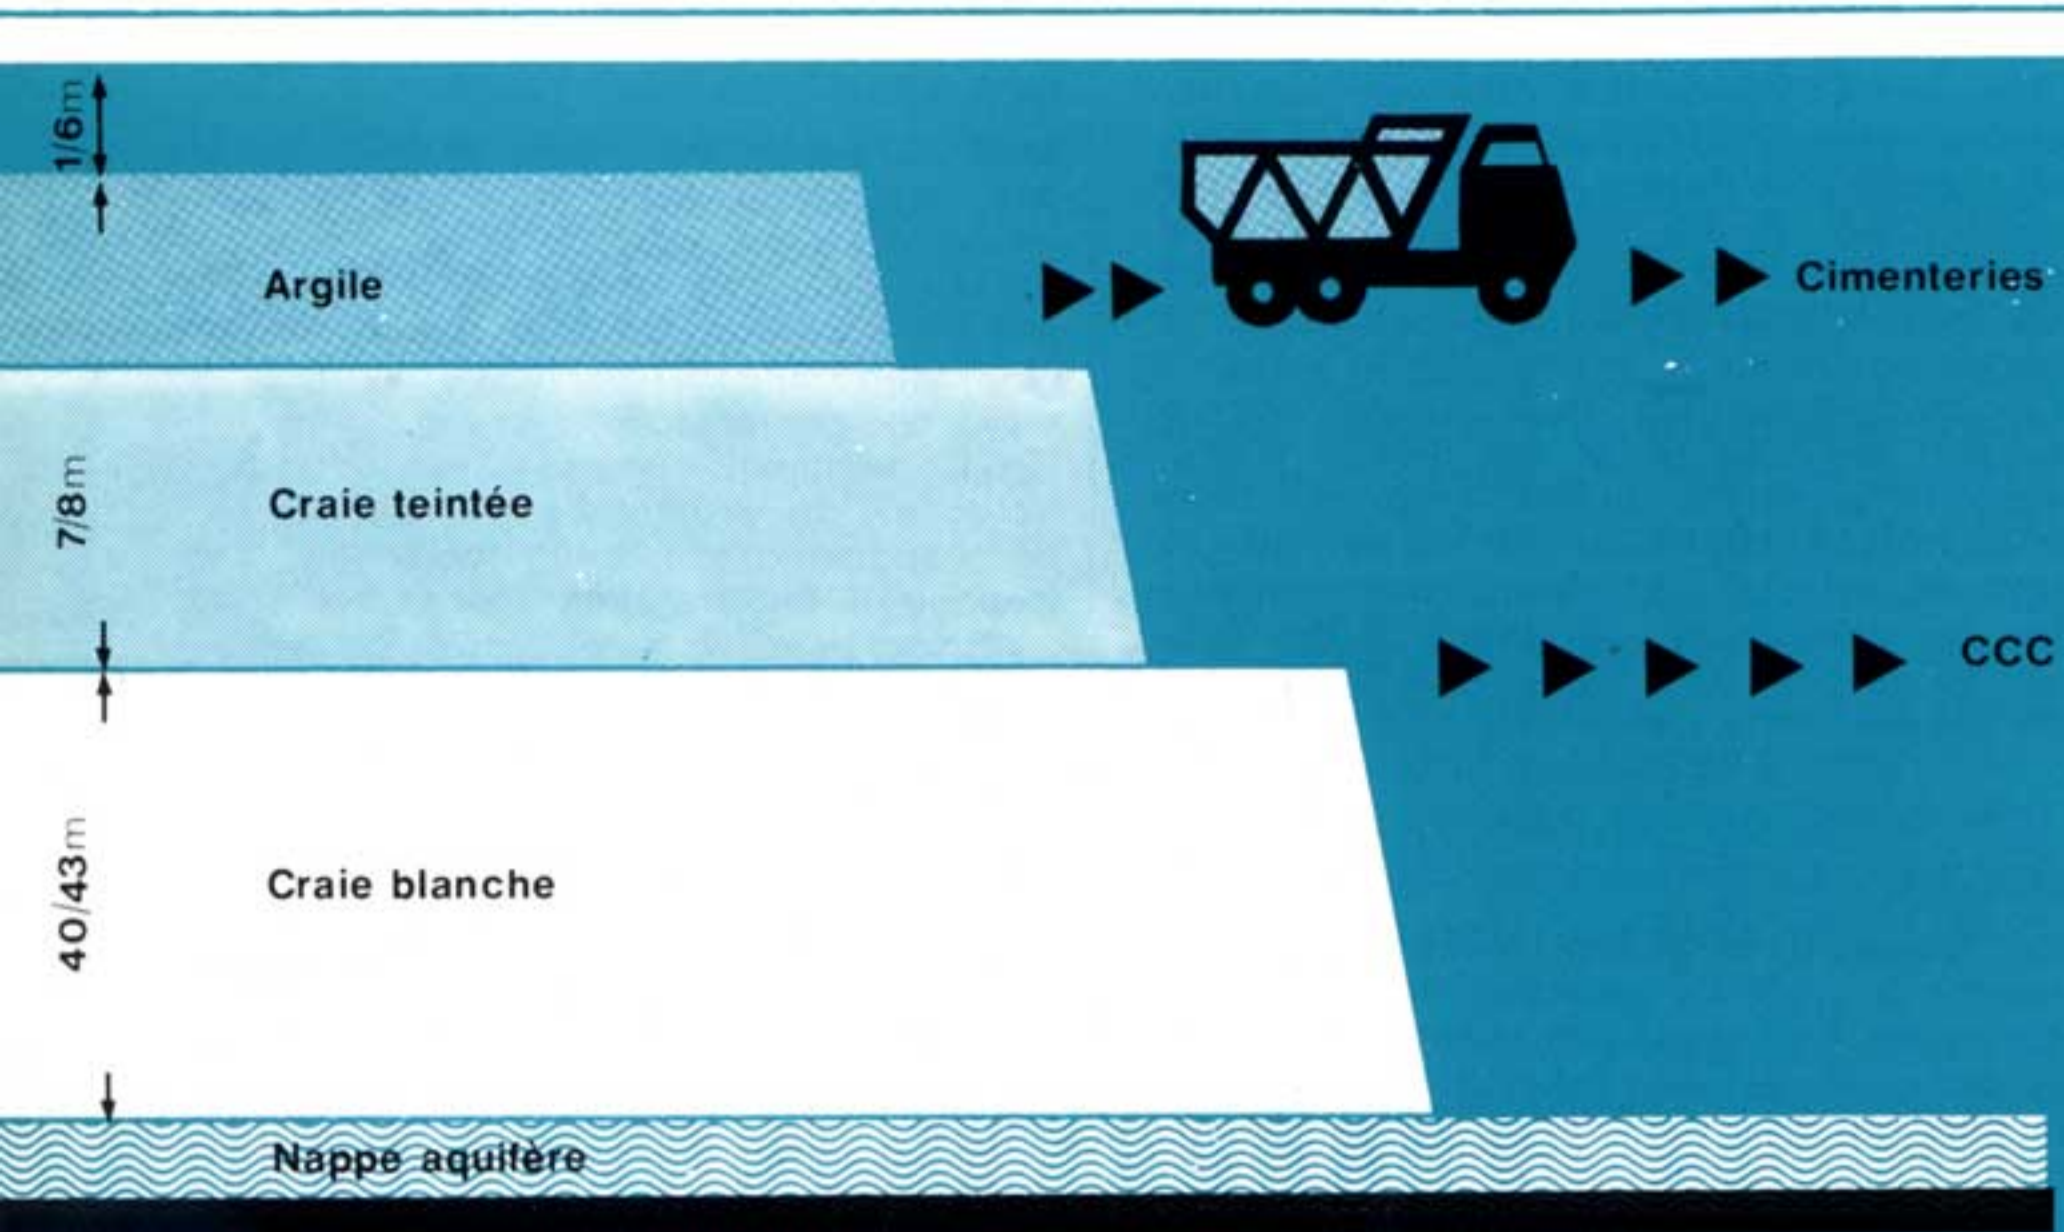 1/6m
Argile
Cimenteries
7/8m
Craie teintée
CCC
40/43m
Craie blanche
Nappe aquifère